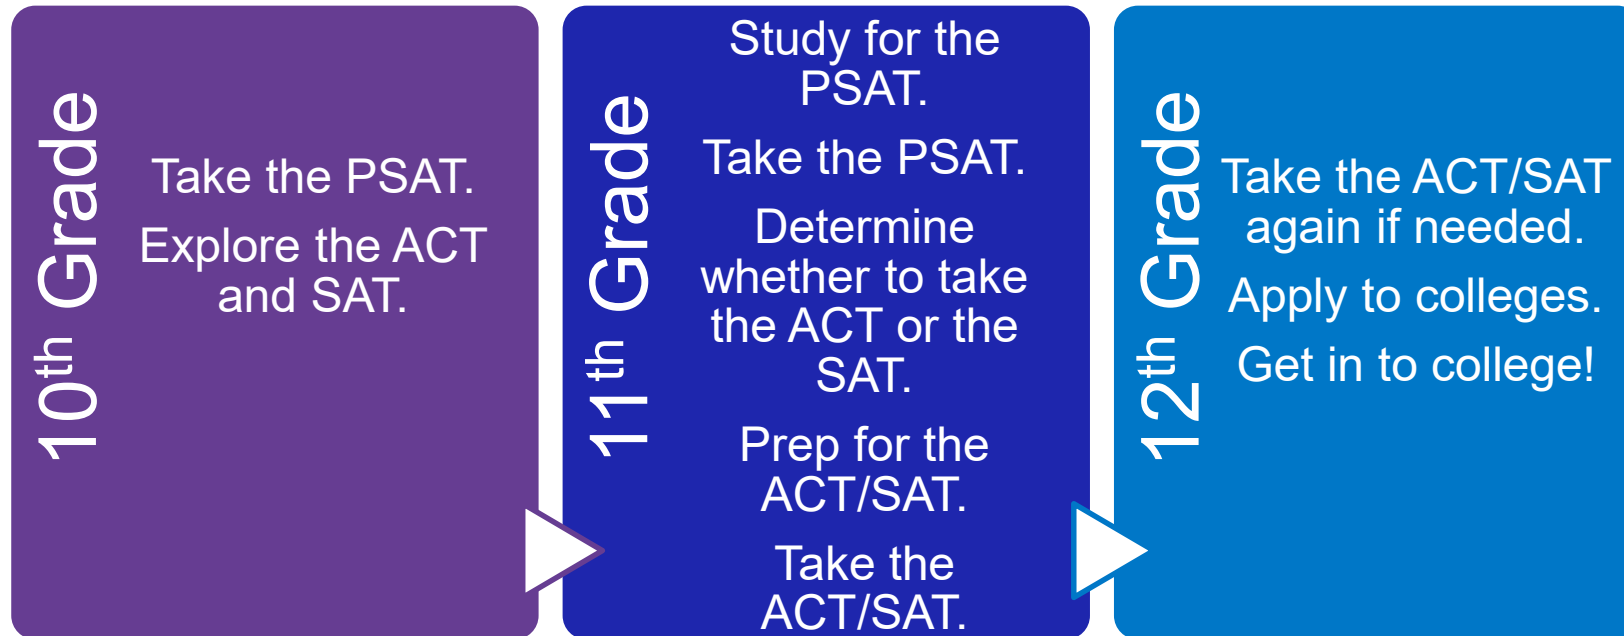 10th Grade
Take the PSAT.
Explore the ACT
and SAT.
11th Grade
Study for the
PSAT.
Take the PSAT.
Determine
whether to take
the ACT or the
SAT.
Prep for the
ACT/SAT.
Take the
ACT/SAT.
12th Grade
Take the ACT/SAT
again if needed.
Apply to colleges.
Get in to college!